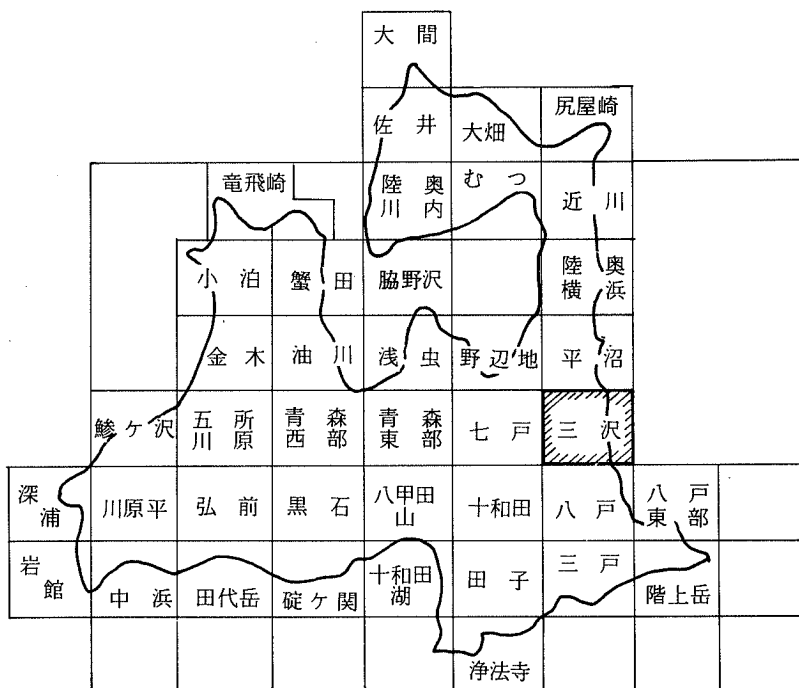 大間
佐井
大畑
尻屋崎
竜飛崎
陸奥
川内
むつ
近川
小泊
蟹田
脇野沢
陸奥
横浜
金木
油川
浅虫
野辺地
平沼
鰺ヶ沢
五所
川原
青森
西部
青森
東部
七戸
三沢
深浦
川原平
弘前
黒石
八甲田
山
十和田
八戸
八戸
東部
岩館
中浜
田代岳
碇ヶ関
十和田
湖
田子
三戸
階上岳
浄法寺